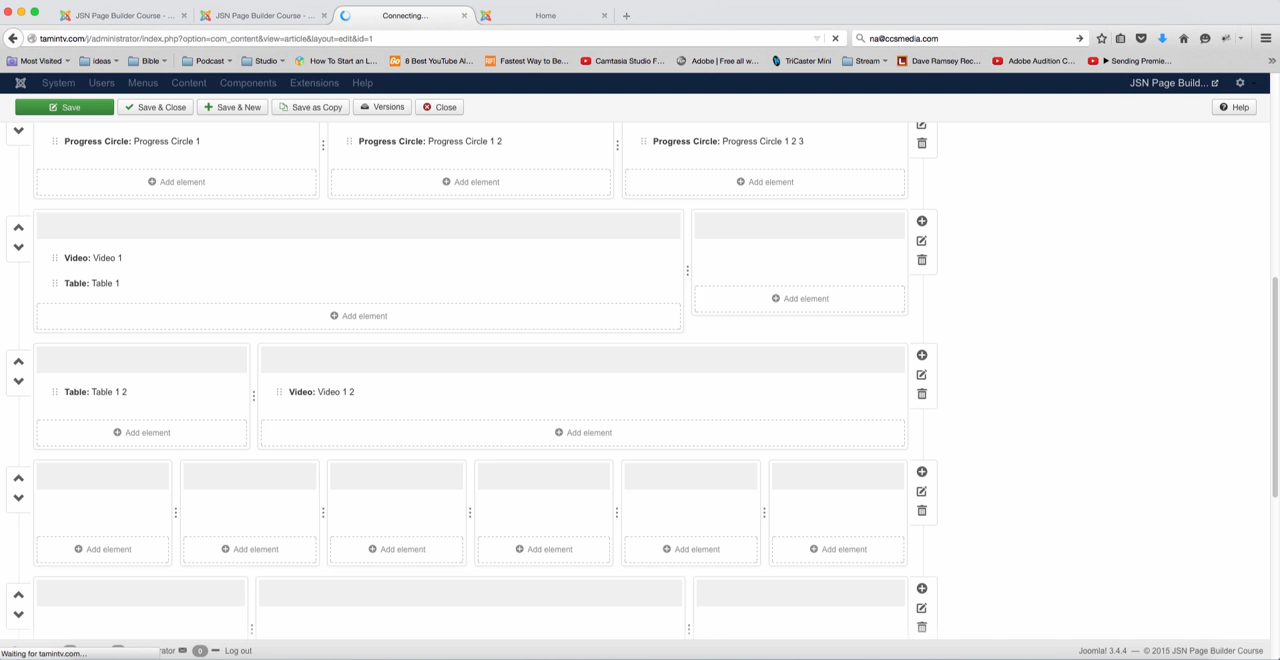 JSN Page Builder Course - ... × JSN Page Builder Course - ... × Connecting... × Home × +
tamintv.com/j/administrator/index.php?option=com_content&view=article&layout=edit&id=1 na@ccsmedia.com
Most Visited ideas Bible Podcast Studio How To Start an L... 8 Best YouTube Al... Fastest Way to Be... Camtasia Studio F... Adobe | Free all w... TriCaster Mini Stream Dave Ramsey Rec... Adobe Audition C... ▶ Sending Premie... »
System Users Menus Content Components Extensions Help JSN Page Build...
Save Save & Close Save & New Save as Copy Versions Close Help
Progress Circle: Progress Circle 1 Progress Circle: Progress Circle 1 2 Progress Circle: Progress Circle 1 2 3
Add element Add element Add element
Video: Video 1
Table: Table 1
Add element
Add element
Table: Table 1 2 Video: Video 1 2
Add element Add element
Add element Add element Add element Add element Add element Add element
Waiting for tamintv.com... rator 0 Log out Joomla! 3.4.4 — © 2015 JSN Page Builder Course